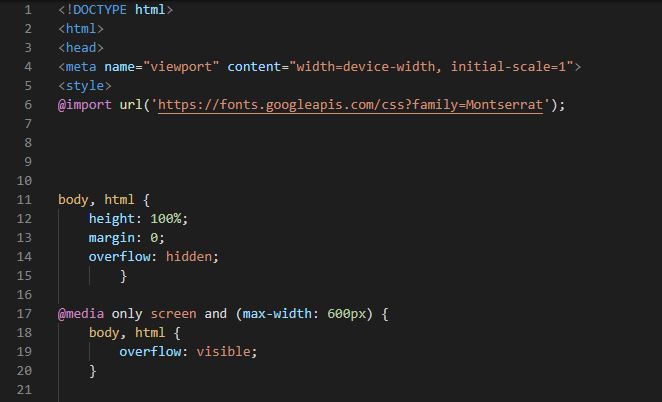 1 <!DOCTYPE html>
2 <html>
3 <head>
4 <meta name="viewport" content="width=device-width, initial-scale=1">
5 <style>
6 @import url('https://fonts.googleapis.com/css?family=Montserrat');
7
8
9
10
11 body, html {
12     height: 100%;
13     margin: 0;
14     overflow: hidden;
15         }
16
17 @media only screen and (max-width: 600px) {
18     body, html {
19         overflow: visible;
20     }
21